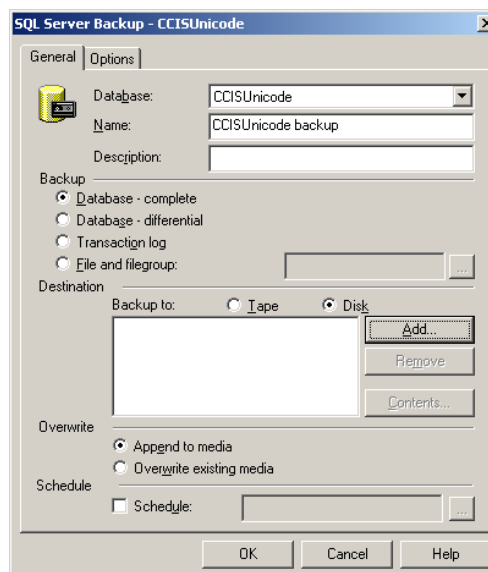 SQL Server Backup - CCISUnicode
General
Options
Database:
CCISUnicode
Name:
CCISUnicode backup
Description:
Backup
Database - complete
Database - differential
Transaction log
File and filegroup:
...
Destination
Backup to:
Tape
Disk
Add...
Remove
Contents...
Overwrite
Append to media
Overwrite existing media
Schedule
Schedule:
...
OK
Cancel
Help